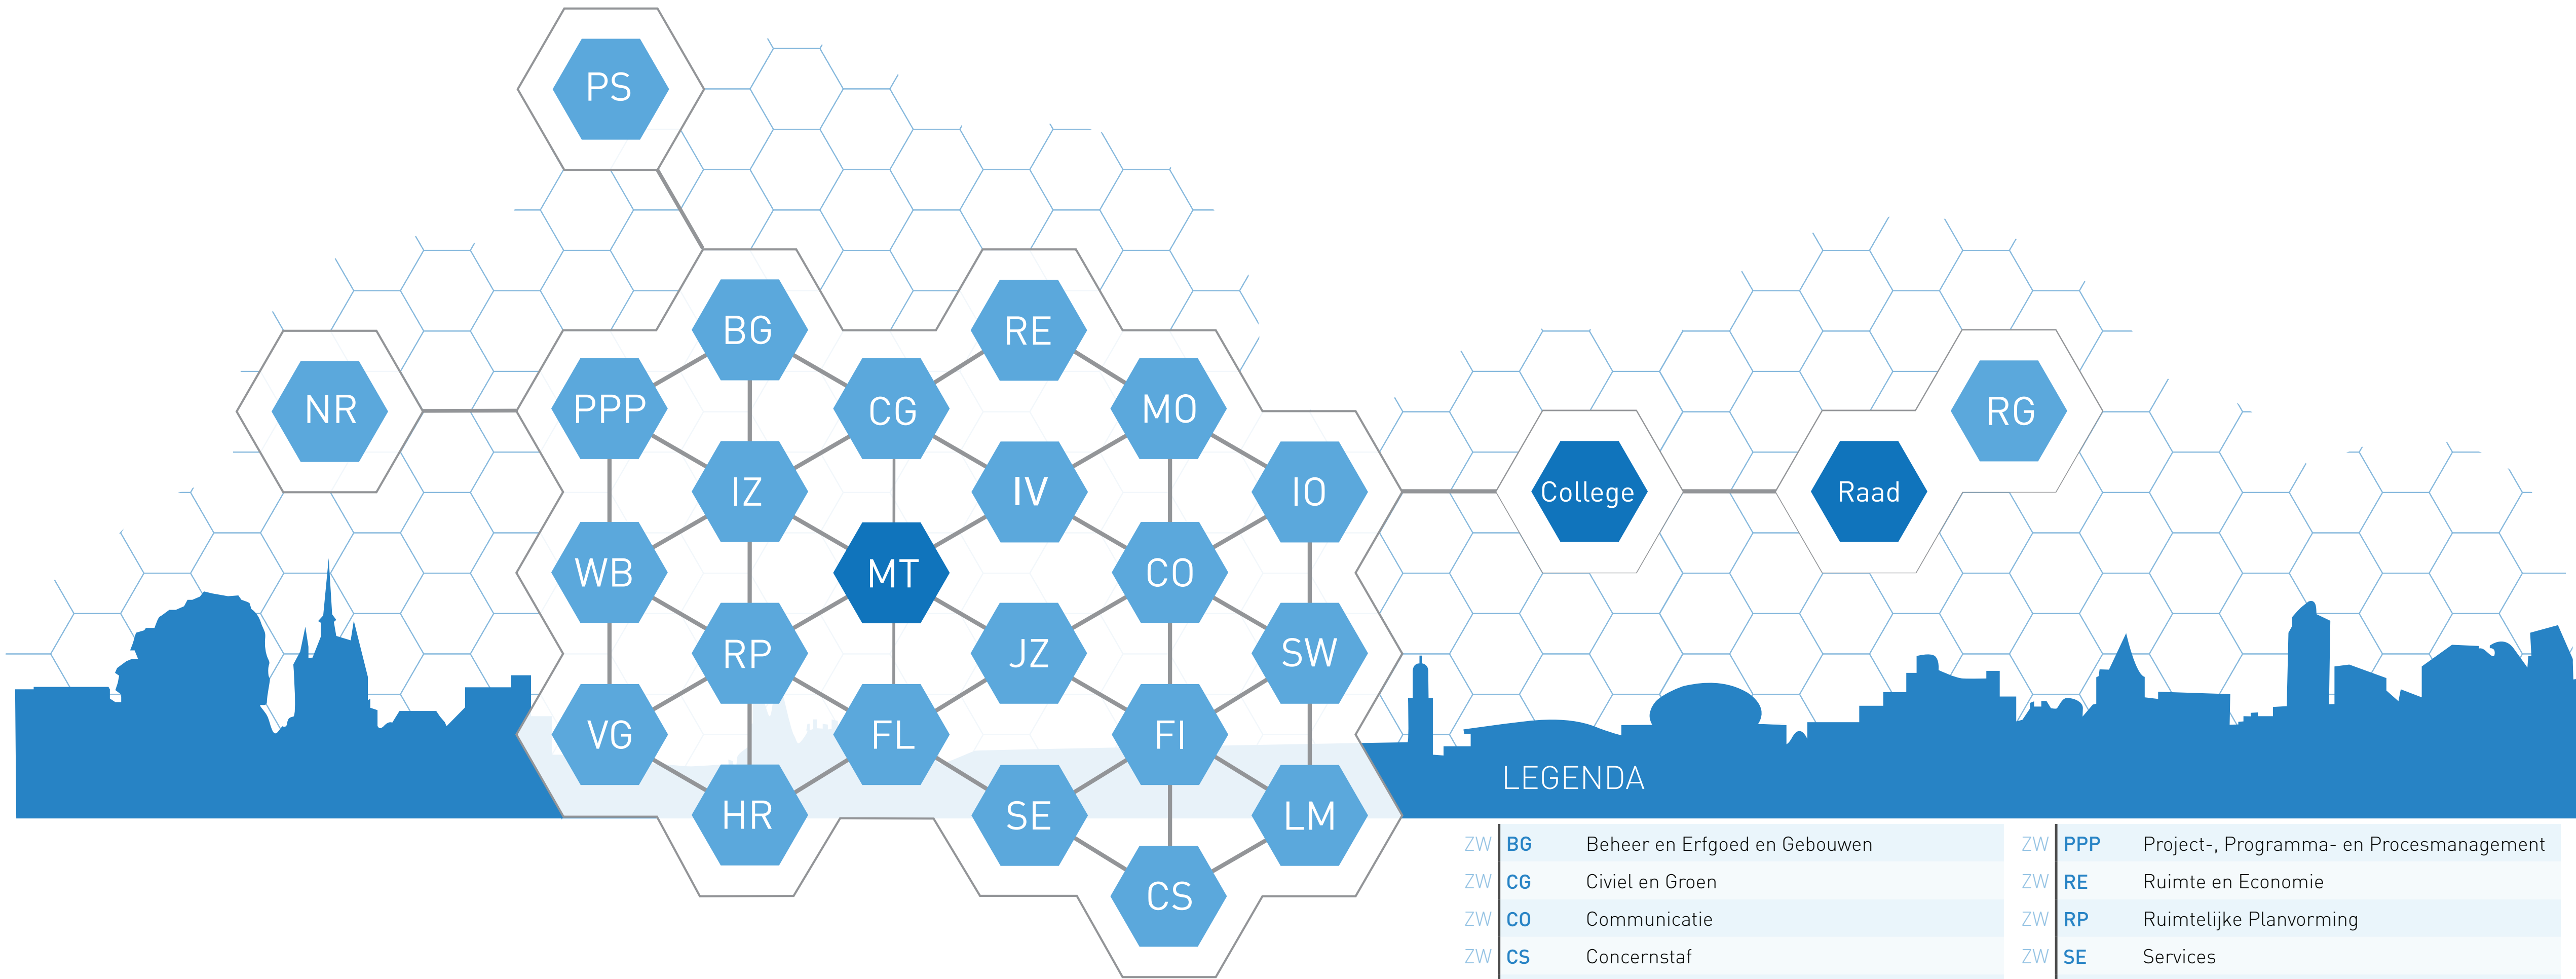 PS
BG
RE
NR
PPP
CG
MO
RG
IZ
IV
IO
College
Raad
WB
MT
CO
RP
JZ
SW
VG
FL
FI
HR
SE
LM
CS
LEGENDA
ZW BG Beheer en Erfgoed en Gebouwen
ZW CG Civiel en Groen
ZW CO Communicatie
ZW CS Concernstaf
ZW PPP Project-, Programma- en Procesmanagement
ZW RE Ruimte en Economie
ZW RP Ruimtelijke Planvorming
ZW SE Services